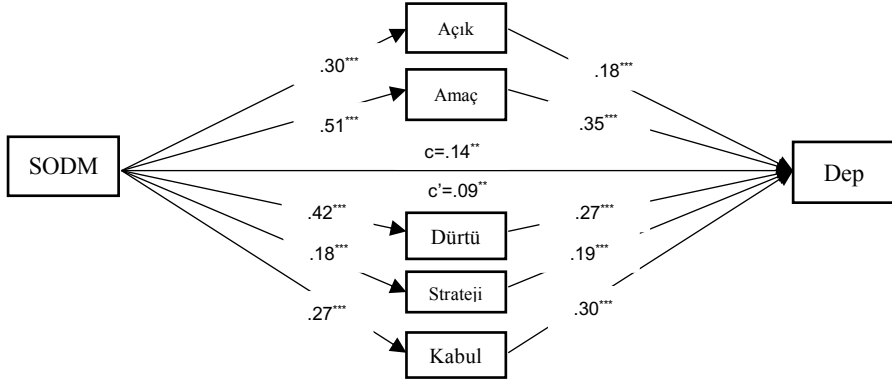 Açık
.30***
.18***
Amaç
.51***
.35***
c=.14**
SODM
Dep
c'=.09**
.42***
.27***
Dürtü
.18***
.19***
Strateji
.27***
.30***
Kabul